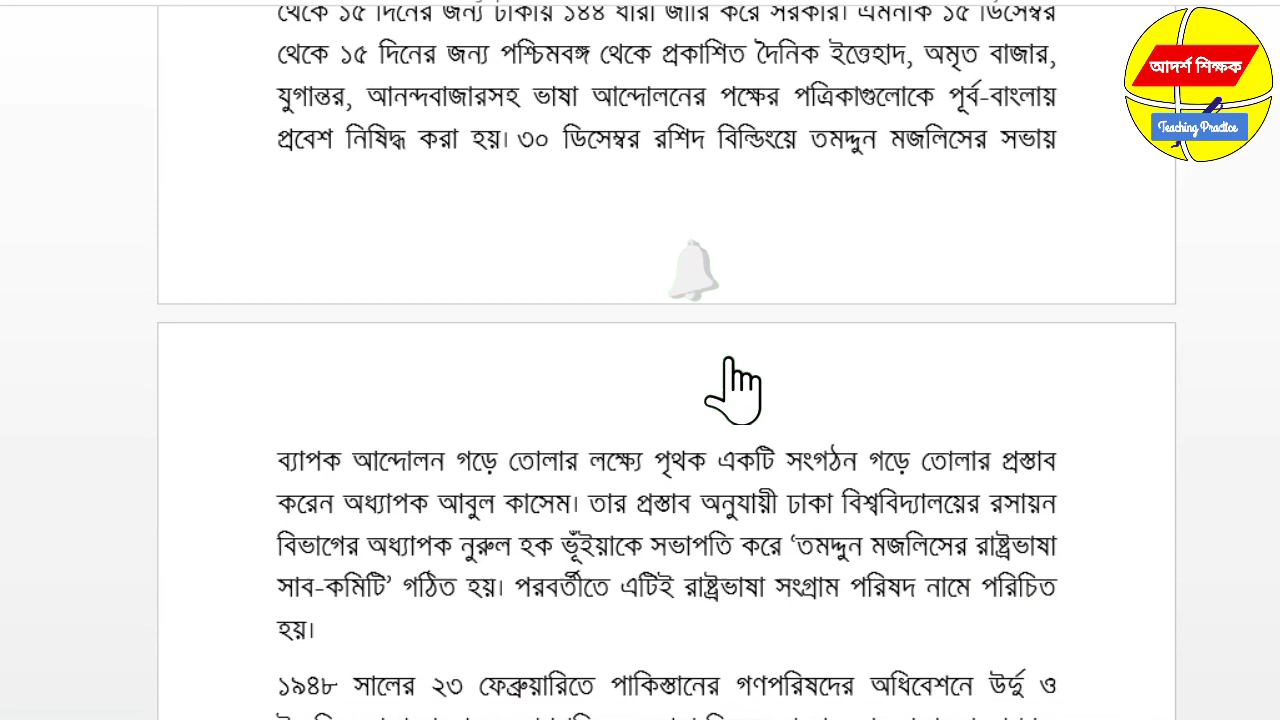 থেকে ১৫ দিনের জন্য ঢাকায় ১৪৪ ধারা জারি করে সরকার। এমনকি ১৫ ডিসেম্বর
থেকে ১৫ দিনের জন্য পশ্চিমবঙ্গ থেকে প্রকাশিত দৈনিক ইত্তেহাদ, অমৃত বাজার,
যুগান্তর, আনন্দবাজারসহ ভাষা আন্দোলনের পক্ষের পত্রিকাগুলোকে পূর্ব-বাংলায়
প্রবেশ নিষিদ্ধ করা হয়। ৩০ ডিসেম্বর রশিদ বিল্ডিংয়ে তমদ্দুন মজলিসের সভায়
আদর্শ শিক্ষক
Teaching Practice
ব্যাপক আন্দোলন গড়ে তোলার লক্ষ্যে পৃথক একটি সংগঠন গড়ে তোলার প্রস্তাব
করেন অধ্যাপক আবুল কাসেম। তার প্রস্তাব অনুযায়ী ঢাকা বিশ্ববিদ্যালয়ের রসায়ন
বিভাগের অধ্যাপক নুরুল হক ভূঁইয়াকে সভাপতি করে ‘তমদ্দুন মজলিসের রাষ্ট্রভাষা
সাব-কমিটি’ গঠিত হয়। পরবর্তীতে এটিই রাষ্ট্রভাষা সংগ্রাম পরিষদ নামে পরিচিত
হয়।
১৯৪৮ সালের ২৩ ফেব্রুয়ারিতে পাকিস্তানের গণপরিষদের অধিবেশনে উর্দু ও